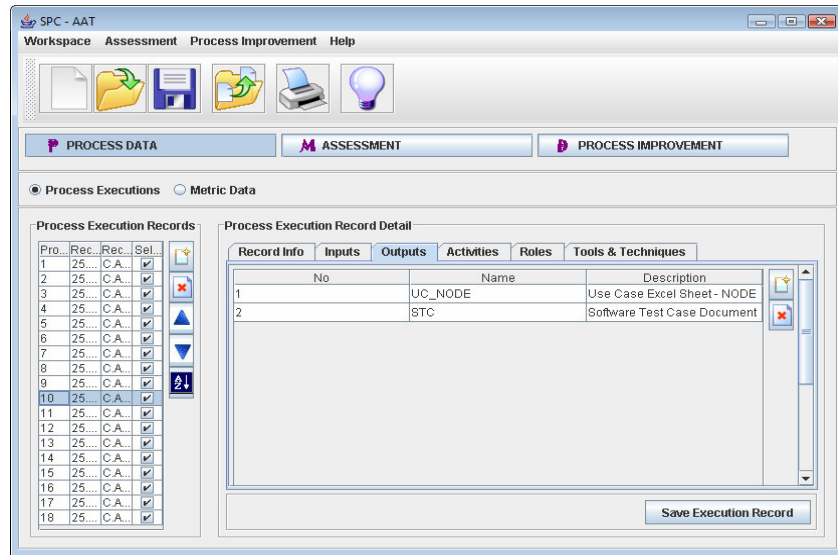 SPC - AAT
Workspace Assessment Process Improvement Help
P PROCESS DATA M ASSESSMENT PROCESS IMPROVEMENT
Process Executions Metric Data
Process Execution Records Process Execution Record Detail
Record Info Inputs Outputs Activities Roles Tools & Techniques
Pro... Rec... Rec... Sel...
No Name Description
1 25.... C.A...
2 25.... C.A...
3 25.... C.A...
4 25.... C.A...
5 25.... C.A...
6 25.... C.A...
7 25.... C.A...
8 25.... C.A...
9 25.... C.A...
10 25.... C.A...
11 25.... C.A...
12 25.... C.A...
13 25.... C.A...
14 25.... C.A...
15 25.... C.A...
16 25.... C.A...
17 25.... C.A...
18 25.... C.A...
A Z
1 UC_NODE Use Case Excel Sheet - NODE
2 STC Software Test Case Document
Save Execution Record